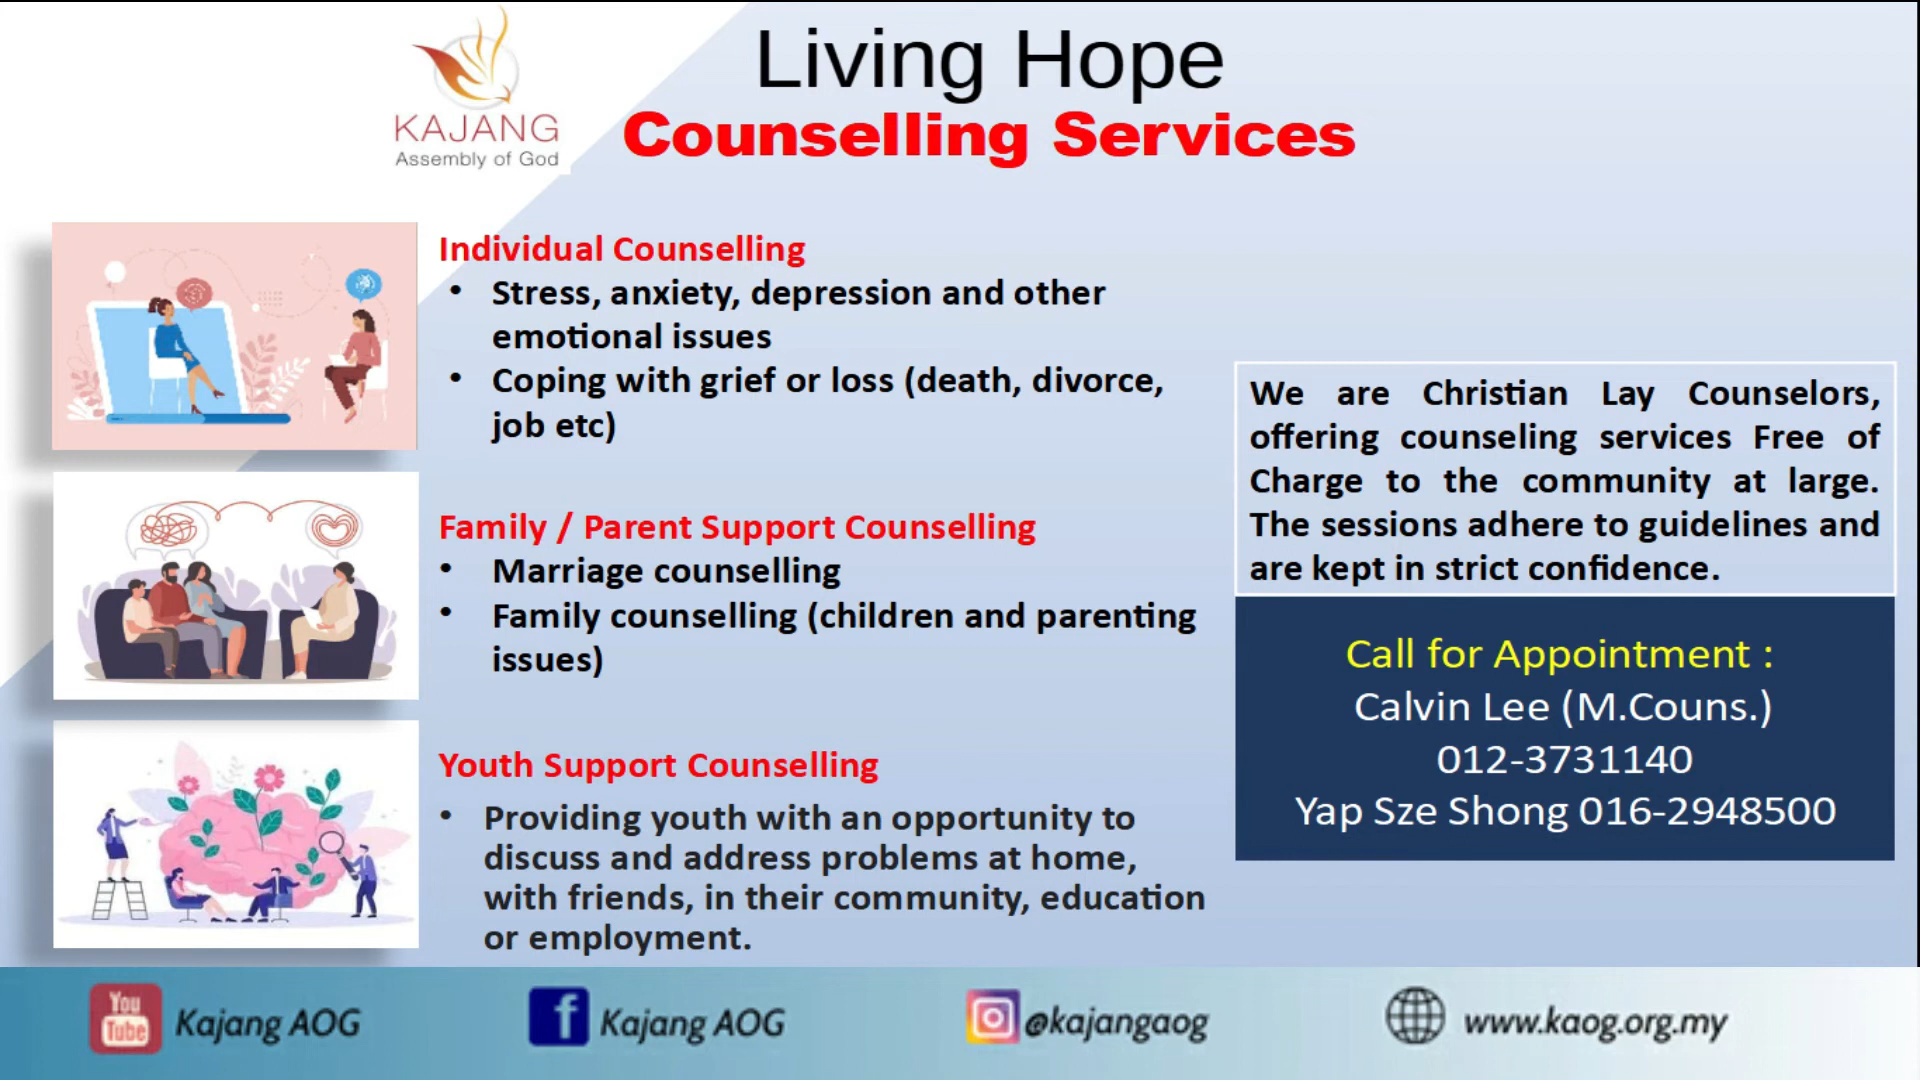 KAJANG
Assembly of God
Living Hope
Counselling Services
Individual Counselling
• Stress, anxiety, depression and other
emotional issues
• Coping with grief or loss (death, divorce,
job etc)
Family / Parent Support Counselling
• Marriage counselling
• Family counselling (children and parenting
issues)
Youth Support Counselling
• Providing youth with an opportunity to
discuss and address problems at home,
with friends, in their community, education
or employment.
We are Christian Lay Counselors,
offering counseling services Free of
Charge to the community at large.
The sessions adhere to guidelines and
are kept in strict confidence.
Call for Appointment :
Calvin Lee (M.Couns.)
012-3731140
Yap Sze Shong 016-2948500
You
Tube
Kajang AOG
f
Kajang AOG
@kajangaog
www.kaog.org.my